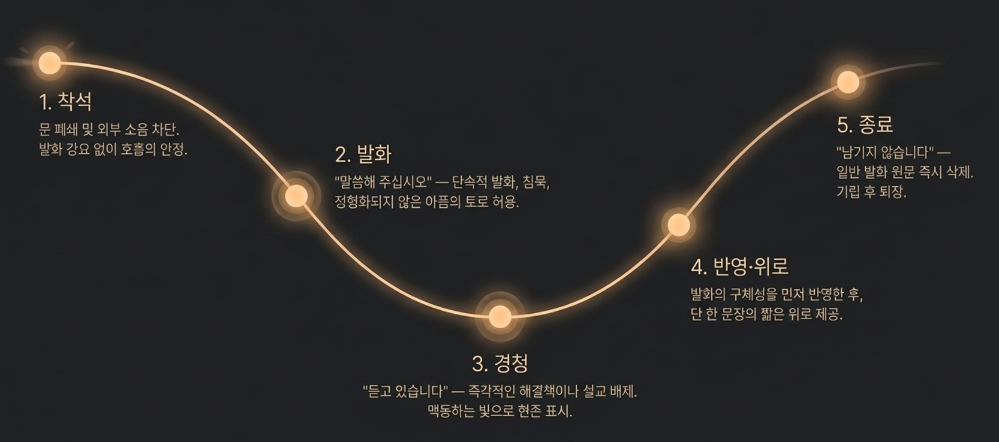 1. 착석
문 폐쇄 및 외부 소음 차단.
발화 강요 없이 호흡의 안정.
2. 발화
"말씀해 주십시오" — 단속적 발화, 침묵,
정형화되지 않은 아픔의 토로 허용.
3. 경청
"듣고 있습니다" — 즉각적인 해결책이나 설교 배제.
맥동하는 빛으로 현존 표시.
4. 반영·위로
발화의 구체성을 먼저 반영한 후,
단 한 문장의 짧은 위로 제공.
5. 종료
"남기지 않습니다" —
일반 발화 원문 즉시 삭제.
기립 후 퇴장.